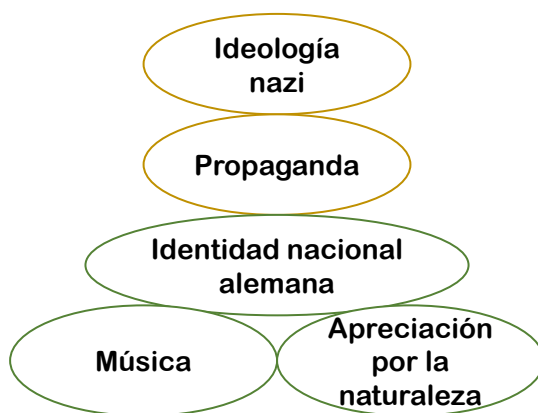 Ideología
nazi
Propaganda
Identidad nacional
alemana
Música
Apreciación
por la
naturaleza